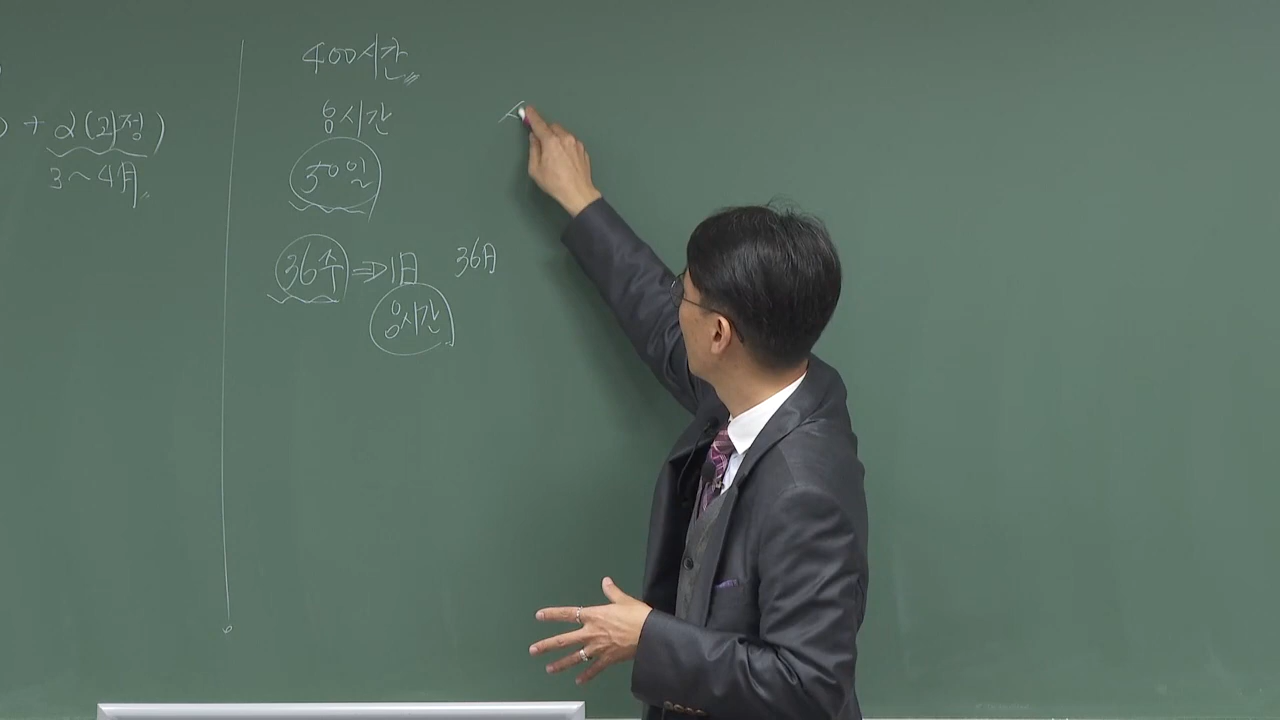 + α(과정)
3~4月
400시간
8시간
50일
36주 ⇒ 1日 36日
8시간